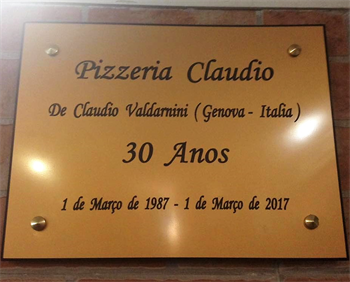 Pizzeria Claudio
De Claudio Valdarnini (Genova - Italia)
30 Anos
1 de Março de 1987 - 1 de Março de 2017